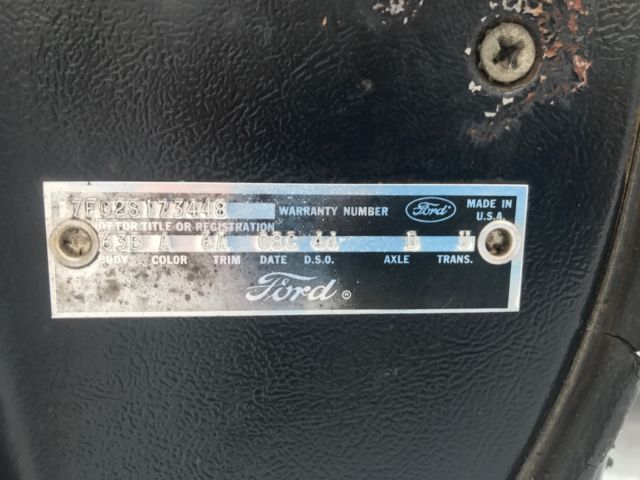 7F02S173448 WARRANTY NUMBER Ford MADE IN U.S.A.
FOR TITLE OR REGISTRATION
63B A 6A 08C 44 D U
BODY COLOR TRIM DATE D.S.O. AXLE TRANS.
Ford ®